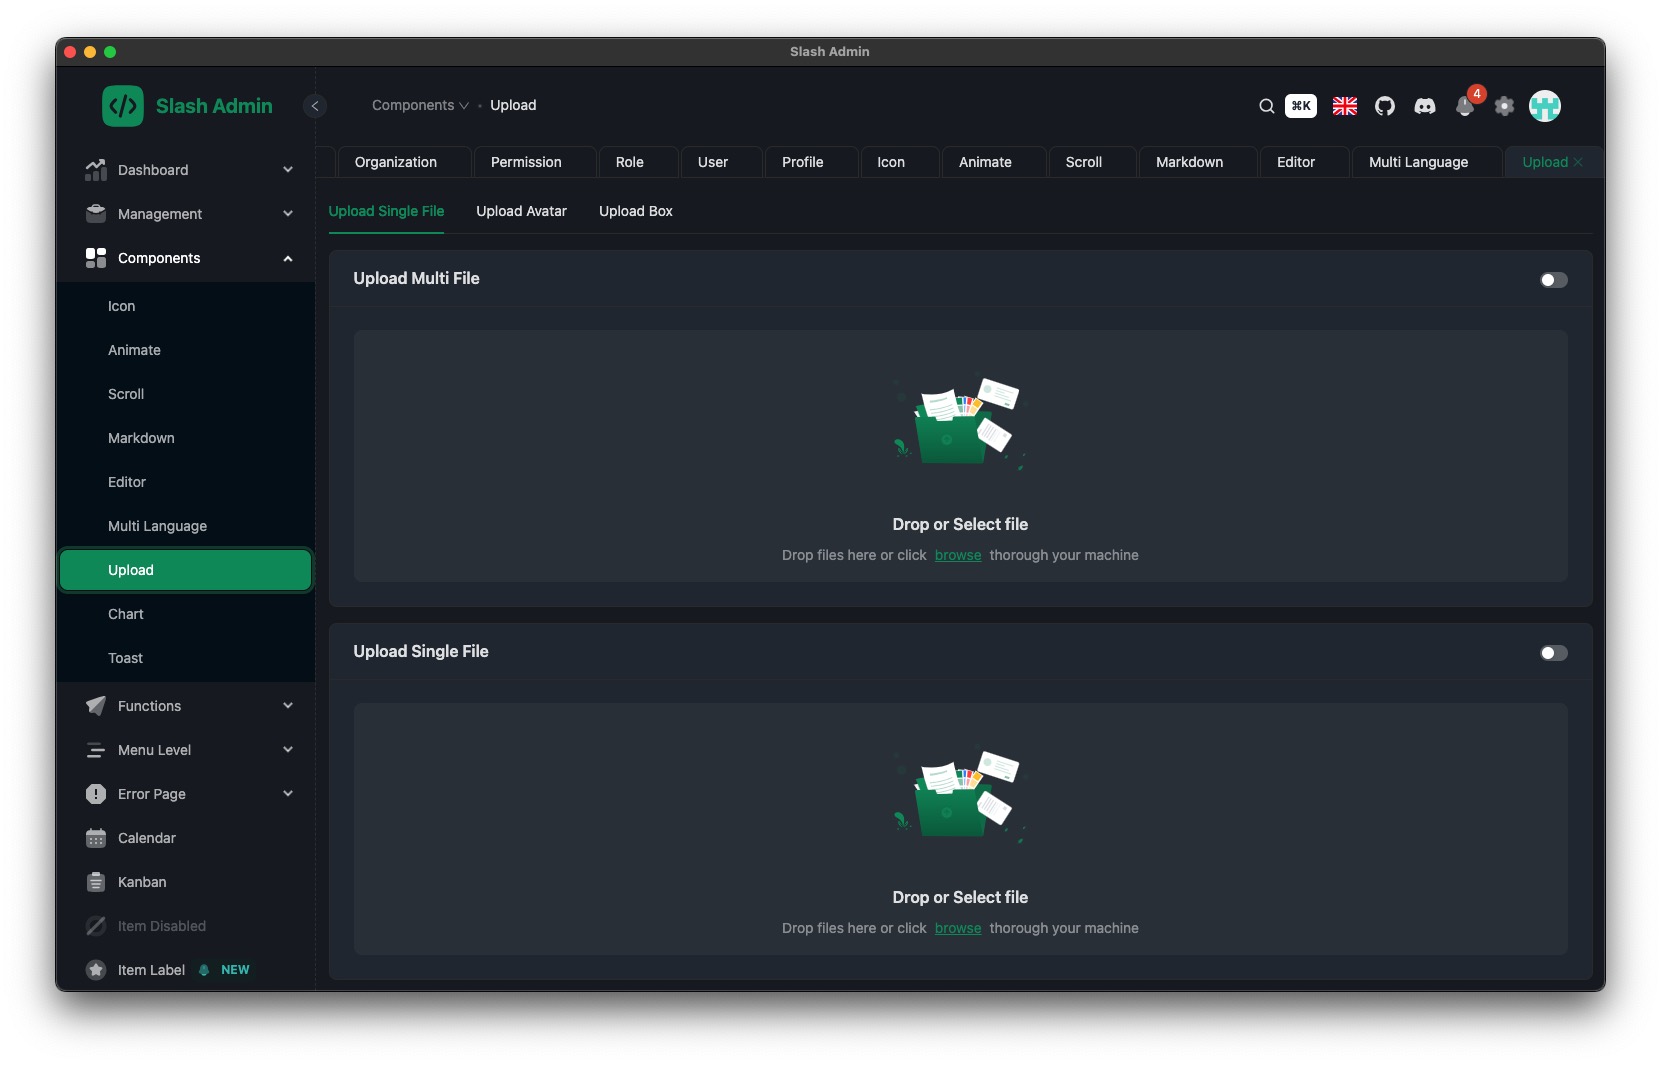 Slash Admin
Slash Admin
Components • Upload
⌘K
4
Dashboard
Management
Components
Icon
Animate
Scroll
Markdown
Editor
Multi Language
Upload
Chart
Toast
Functions
Menu Level
Error Page
Calendar
Kanban
Item Disabled
Item Label NEW
Organization Permission Role User Profile Icon Animate Scroll Markdown Editor Multi Language Upload
Upload Single File Upload Avatar Upload Box
Upload Multi File
Drop or Select file
Drop files here or click browse thorough your machine
Upload Single File
Drop or Select file
Drop files here or click browse thorough your machine